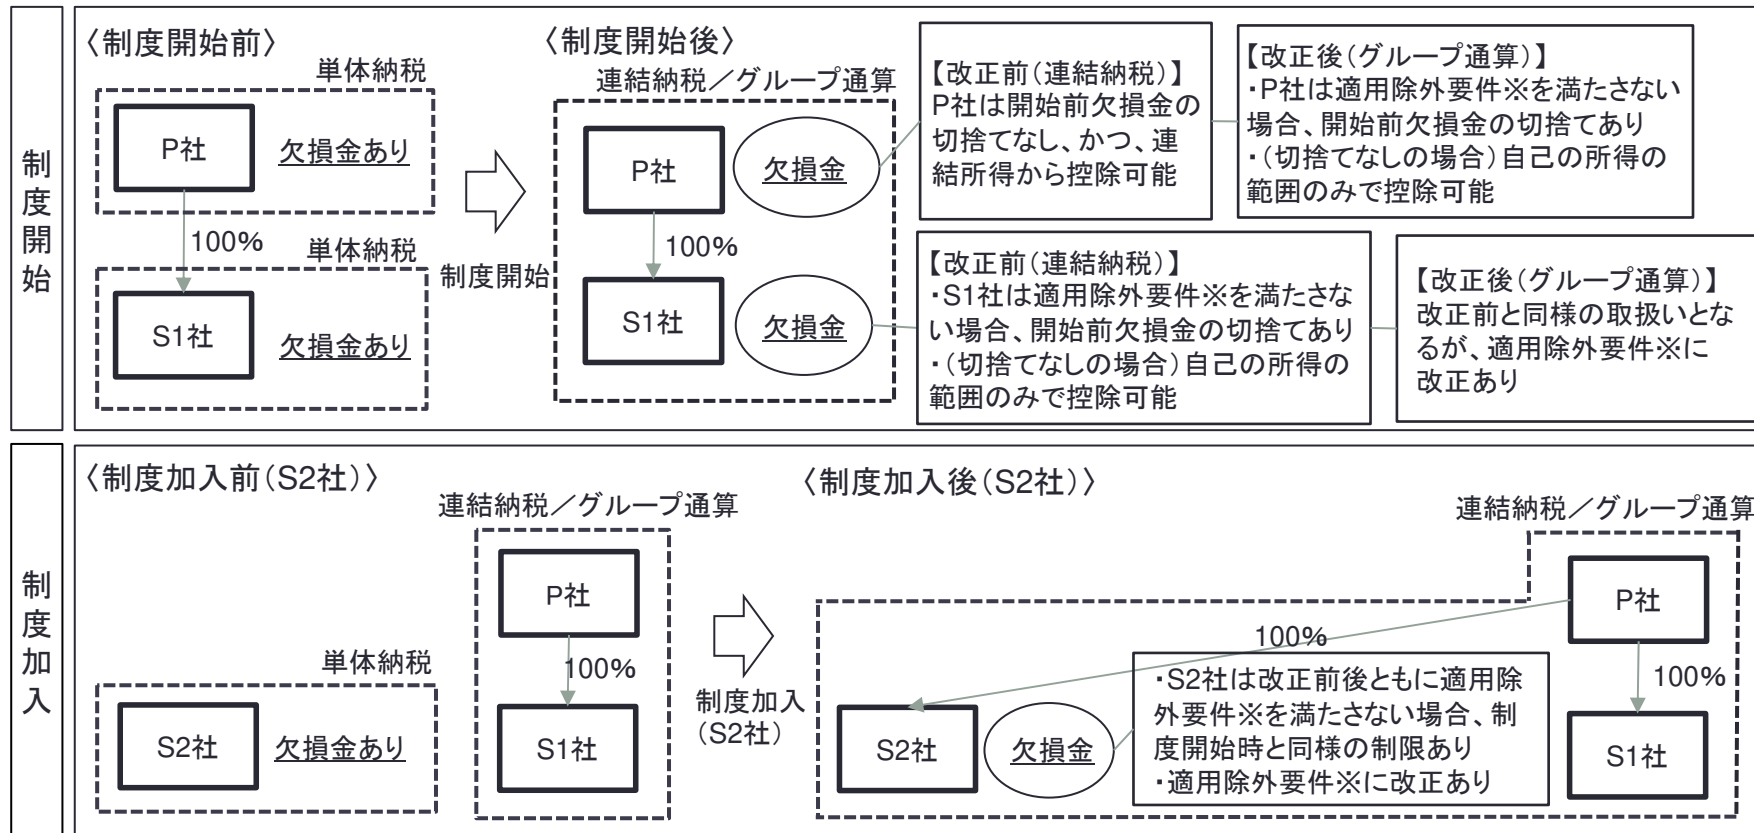 制度開始
〈制度開始前〉
単体納税
P社
欠損金あり
100%
単体納税
S1社
欠損金あり
制度開始
〈制度開始後〉
連結納税／グループ通算
P社
欠損金
100%
S1社
欠損金
【改正前（連結納税）】
P社は開始前欠損金の
切捨てなし、かつ、連
結所得から控除可能
【改正後（グループ通算）】
・P社は適用除外要件※を満たさない
場合、開始前欠損金の切捨てあり
・（切捨てなしの場合）自己の所得の
範囲のみで控除可能
【改正前（連結納税）】
・S1社は適用除外要件※を満たさな
い場合、開始前欠損金の切捨てあり
・（切捨てなしの場合）自己の所得の
範囲のみで控除可能
【改正後（グループ通算）】
改正前と同様の取扱いとな
るが、適用除外要件※に
改正あり
制度加入
〈制度加入前（S2社）〉
連結納税／グループ通算
P社
100%
S1社
単体納税
S2社
欠損金あり
制度加入
（S2社）
〈制度加入後（S2社）〉
連結納税／グループ通算
P社
100%
100%
S1社
S2社
欠損金
・S2社は改正前後ともに適用除
外要件※を満たさない場合、制
度開始時と同様の制限あり
・適用除外要件※に改正あり